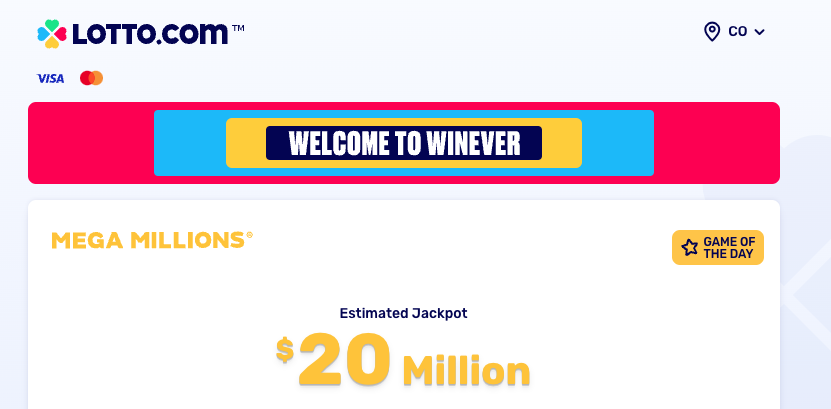 LOTTO.COM™
CO
VISA
WELCOME TO WINEVER
MEGA MILLIONS®
GAME OF
THE DAY
Estimated Jackpot
$20 Million